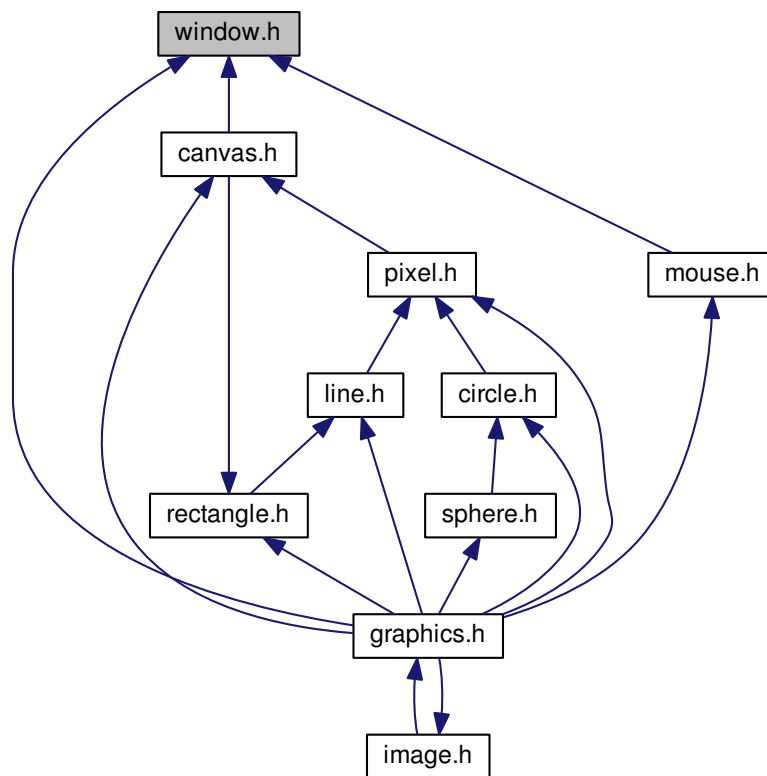 window.h
canvas.h
pixel.h
mouse.h
line.h
circle.h
rectangle.h
sphere.h
graphics.h
image.h